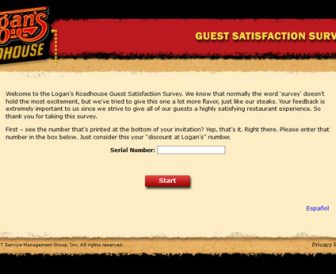 Logan's
ROADHOUSE
GUEST SATISFACTION SURV
Welcome to the Logan's Roadhouse Guest Satisfaction Survey. We know that normally the word 'survey' doesn't
hold the most excitement, but we've tried to give this one a lot more flavor, just like our steaks. Your feedback is
extremely important to us since we strive to give all of our guests a highly satisfying restaurant experience. So
thank you for taking this survey.
First – see the number that's printed at the bottom of your invitation? Yep, that's it. Right there. Please enter that
number in the box below. Just consider this your "discount at Logan's" number.
Serial Number:
Start
Español
? Service Management Group, Inc. All rights reserved.
Privacy P